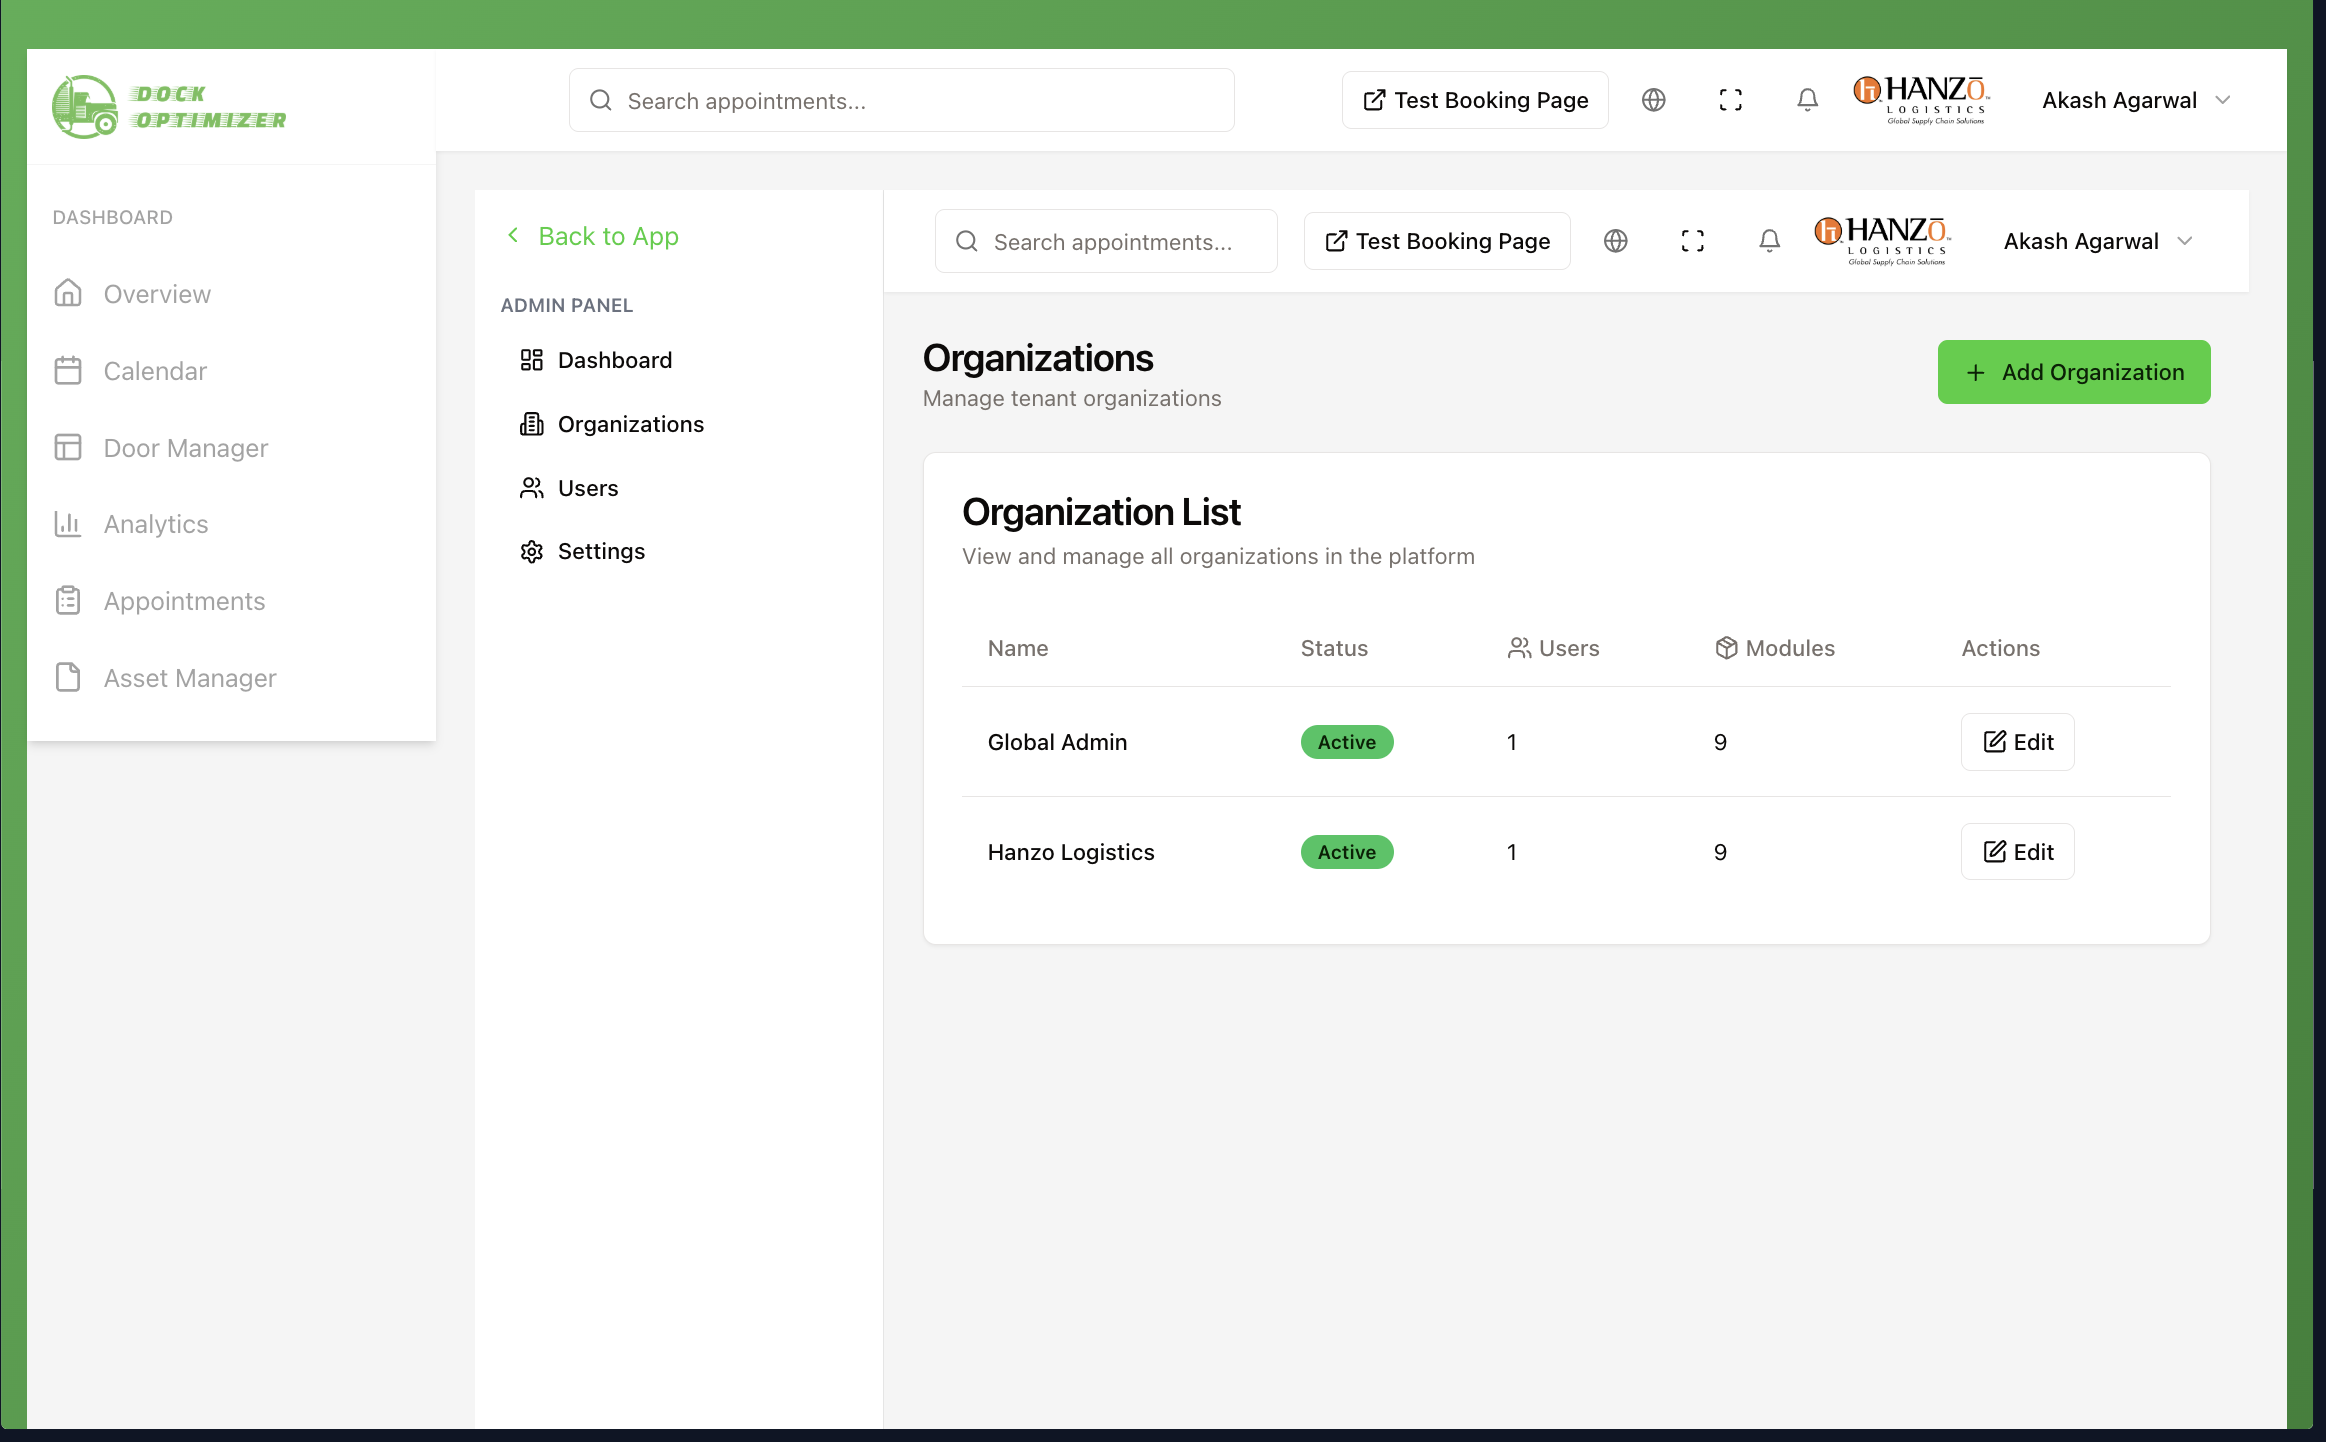 DOCK
OPTIMIZER
Search appointments...
Test Booking Page
HANZŌ
LOGISTICS
Global Supply Chain Solutions
Akash Agarwal
DASHBOARD
Overview
Calendar
Door Manager
Analytics
Appointments
Asset Manager
Back to App
ADMIN PANEL
Dashboard
Organizations
Users
Settings
Search appointments...
Test Booking Page
HANZŌ
LOGISTICS
Global Supply Chain Solutions
Akash Agarwal
Organizations
Manage tenant organizations
Add Organization
Organization List
View and manage all organizations in the platform
Name Status Users Modules Actions
Global Admin Active 1 9 Edit
Hanzo Logistics Active 1 9 Edit